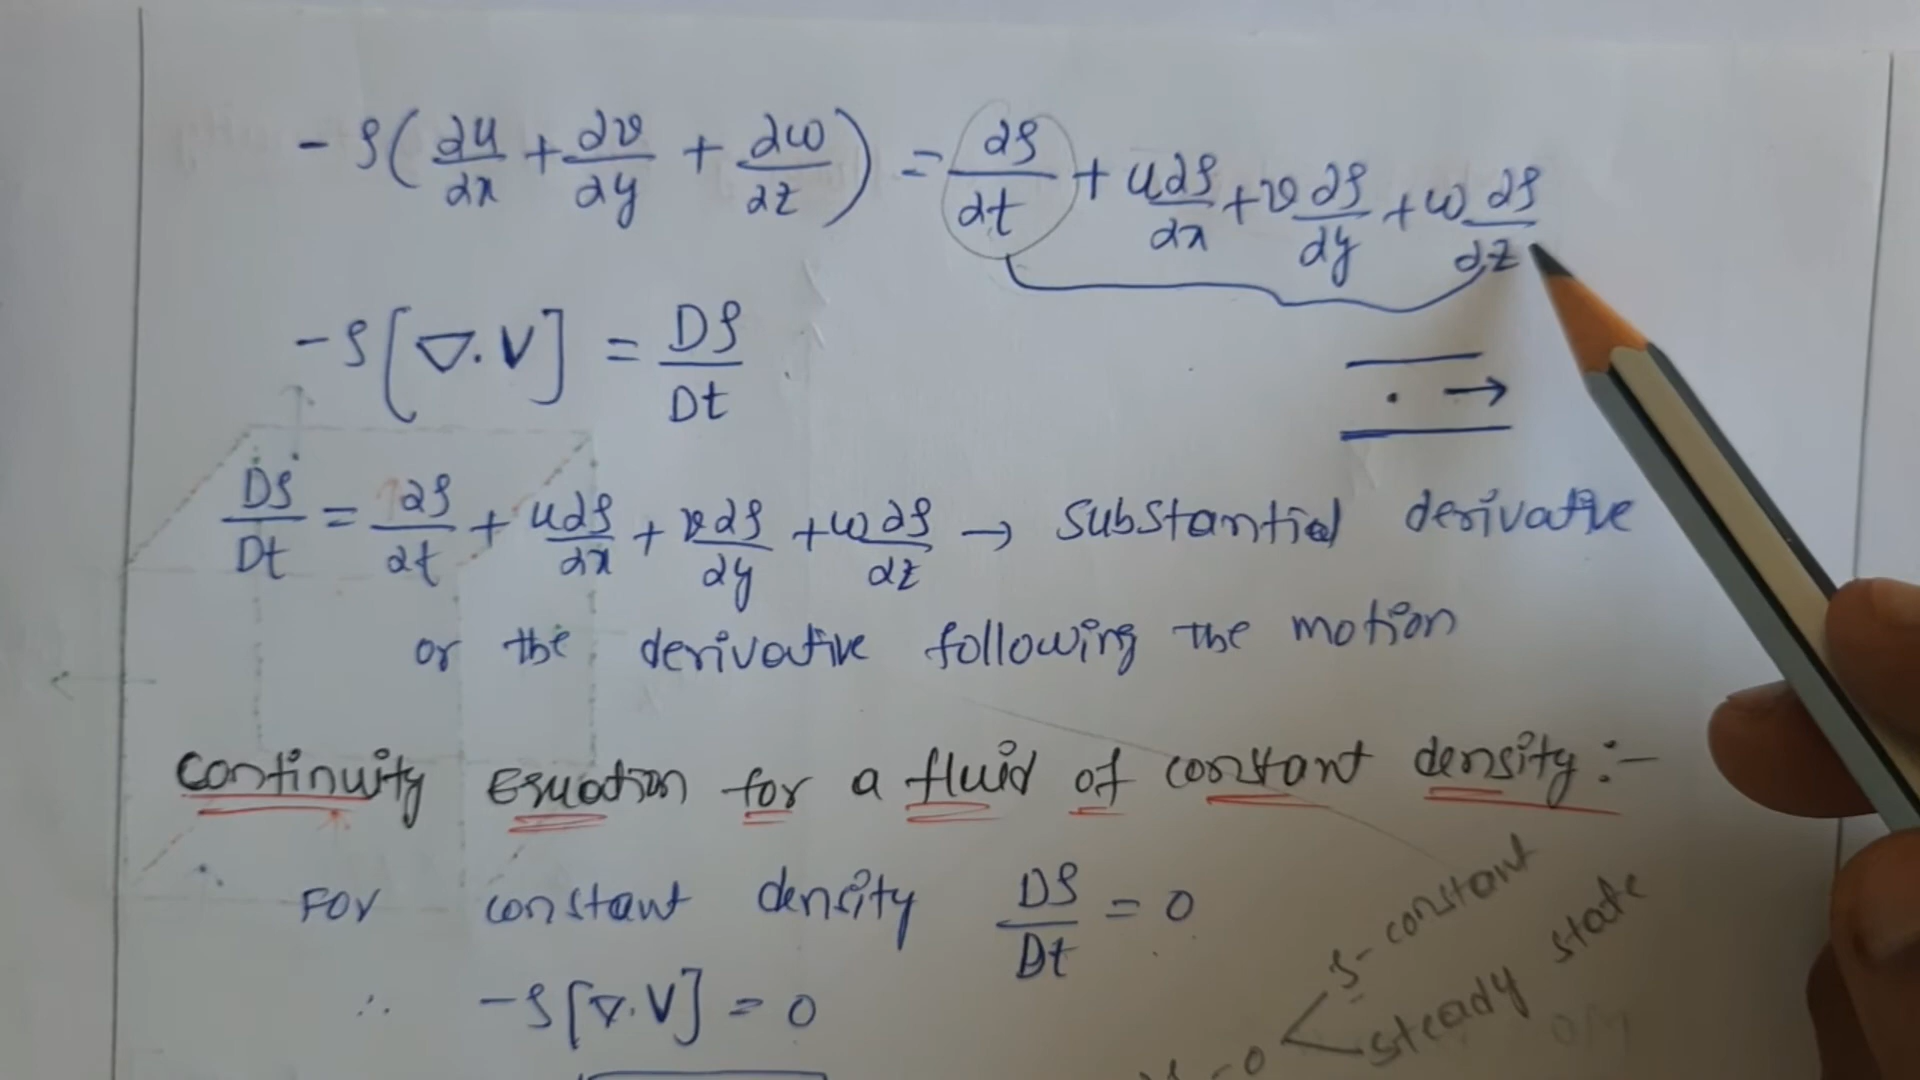 -ρ(∂u/∂x + ∂v/∂y + ∂w/∂z) = ∂ρ/∂t + u∂ρ/∂x + v∂ρ/∂y + w∂ρ/∂z
-ρ[∇.V] = Dρ/Dt
Dρ/Dt = ∂ρ/∂t + u∂ρ/∂x + v∂ρ/∂y + w∂ρ/∂z → Substantial derivative
or the derivative following the motion
Continuity Equation for a fluid of constant density :-
For constant density Dρ/Dt = 0
∴ -ρ[∇.V] = 0
ρ-constant
steady state